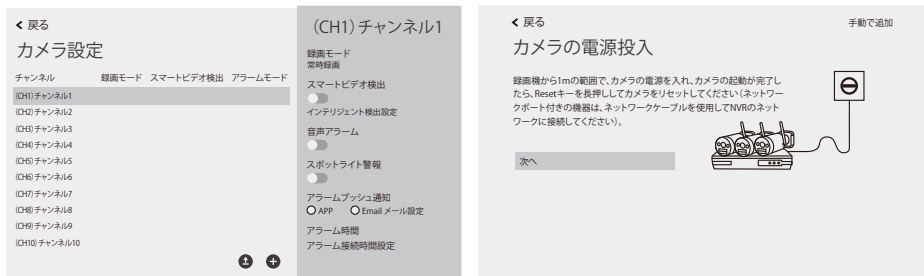 < 戻る
カメラ設定
チャンネル 録画モード スマートビデオ検出 アラームモード
(CH1)チャンネル1
(CH2)チャンネル2
(CH3)チャンネル3
(CH4)チャンネル4
(CH5)チャンネル5
(CH6)チャンネル6
(CH7)チャンネル7
(CH8)チャンネル8
(CH9)チャンネル9
(CH10)チャンネル10
(CH1)チャンネル1
録画モード
常時録画
スマートビデオ検出
インテリジェント検出設定
音声アラーム
スポットライト警報
アラームプッシュ通知
APP Email メール設定
アラーム時間
アラーム接続時間設定
< 戻る
手動で追加
カメラの電源投入
録画機から1mの範囲で、カメラの電源を入れ、カメラの起動が完了し
たら、Resetキーを長押ししてカメラをリセットしてください（ネットワー
クポート付きの機器は、ネットワークケーブルを使用してNVRのネット
ワークに接続してください）。
次へ